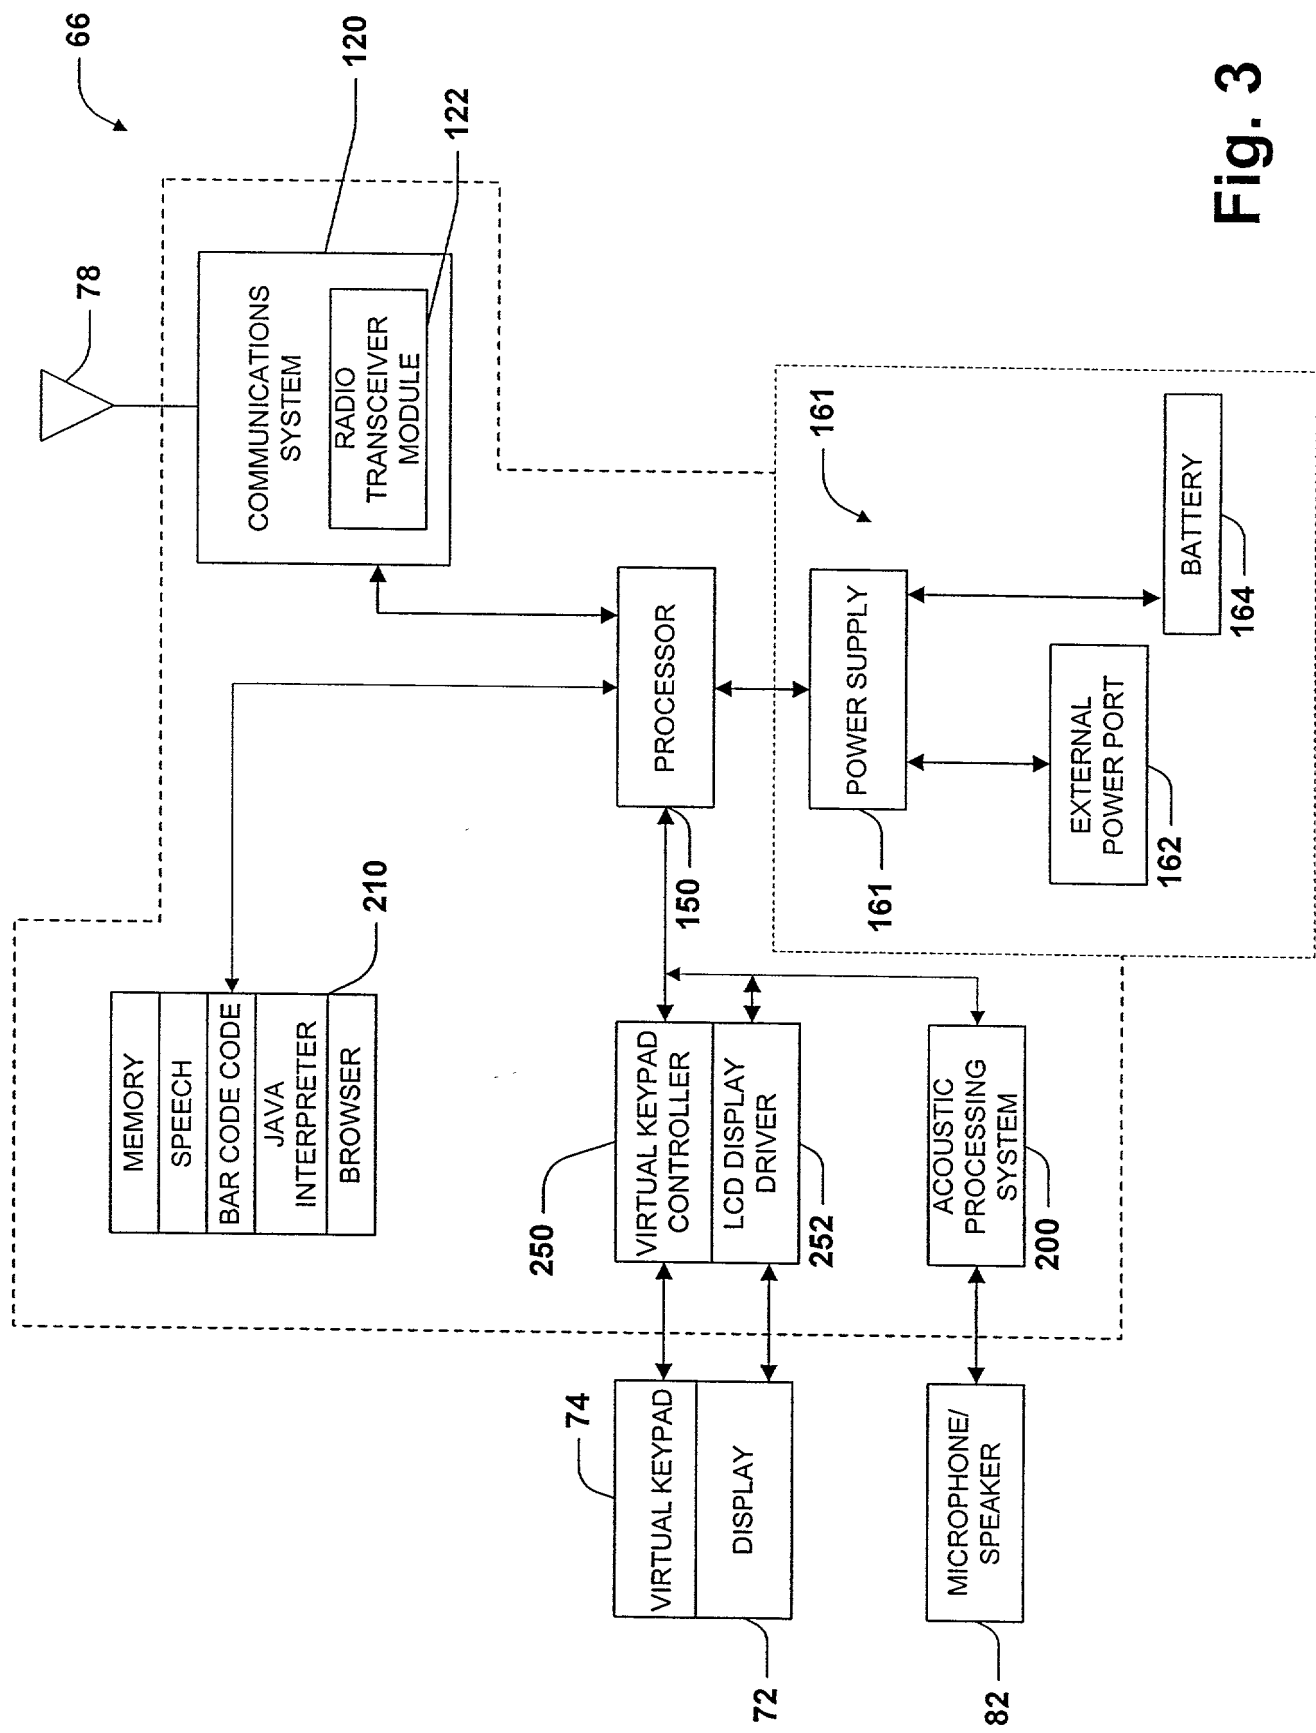 66
78
120
COMMUNICATIONS
SYSTEM
122
RADIO
TRANSCEIVER
MODULE
MEMORY
SPEECH
BAR CODE CODE
JAVA
INTERPRETER
BROWSER
210
PROCESSOR
150
161
POWER SUPPLY
161
EXTERNAL
POWER PORT
162
BATTERY
164
250
VIRTUAL KEYPAD
CONTROLLER
LCD DISPLAY
DRIVER
252
ACOUSTIC
PROCESSING
SYSTEM
200
74
VIRTUAL KEYPAD
DISPLAY
72
MICROPHONE/
SPEAKER
82
Fig. 3